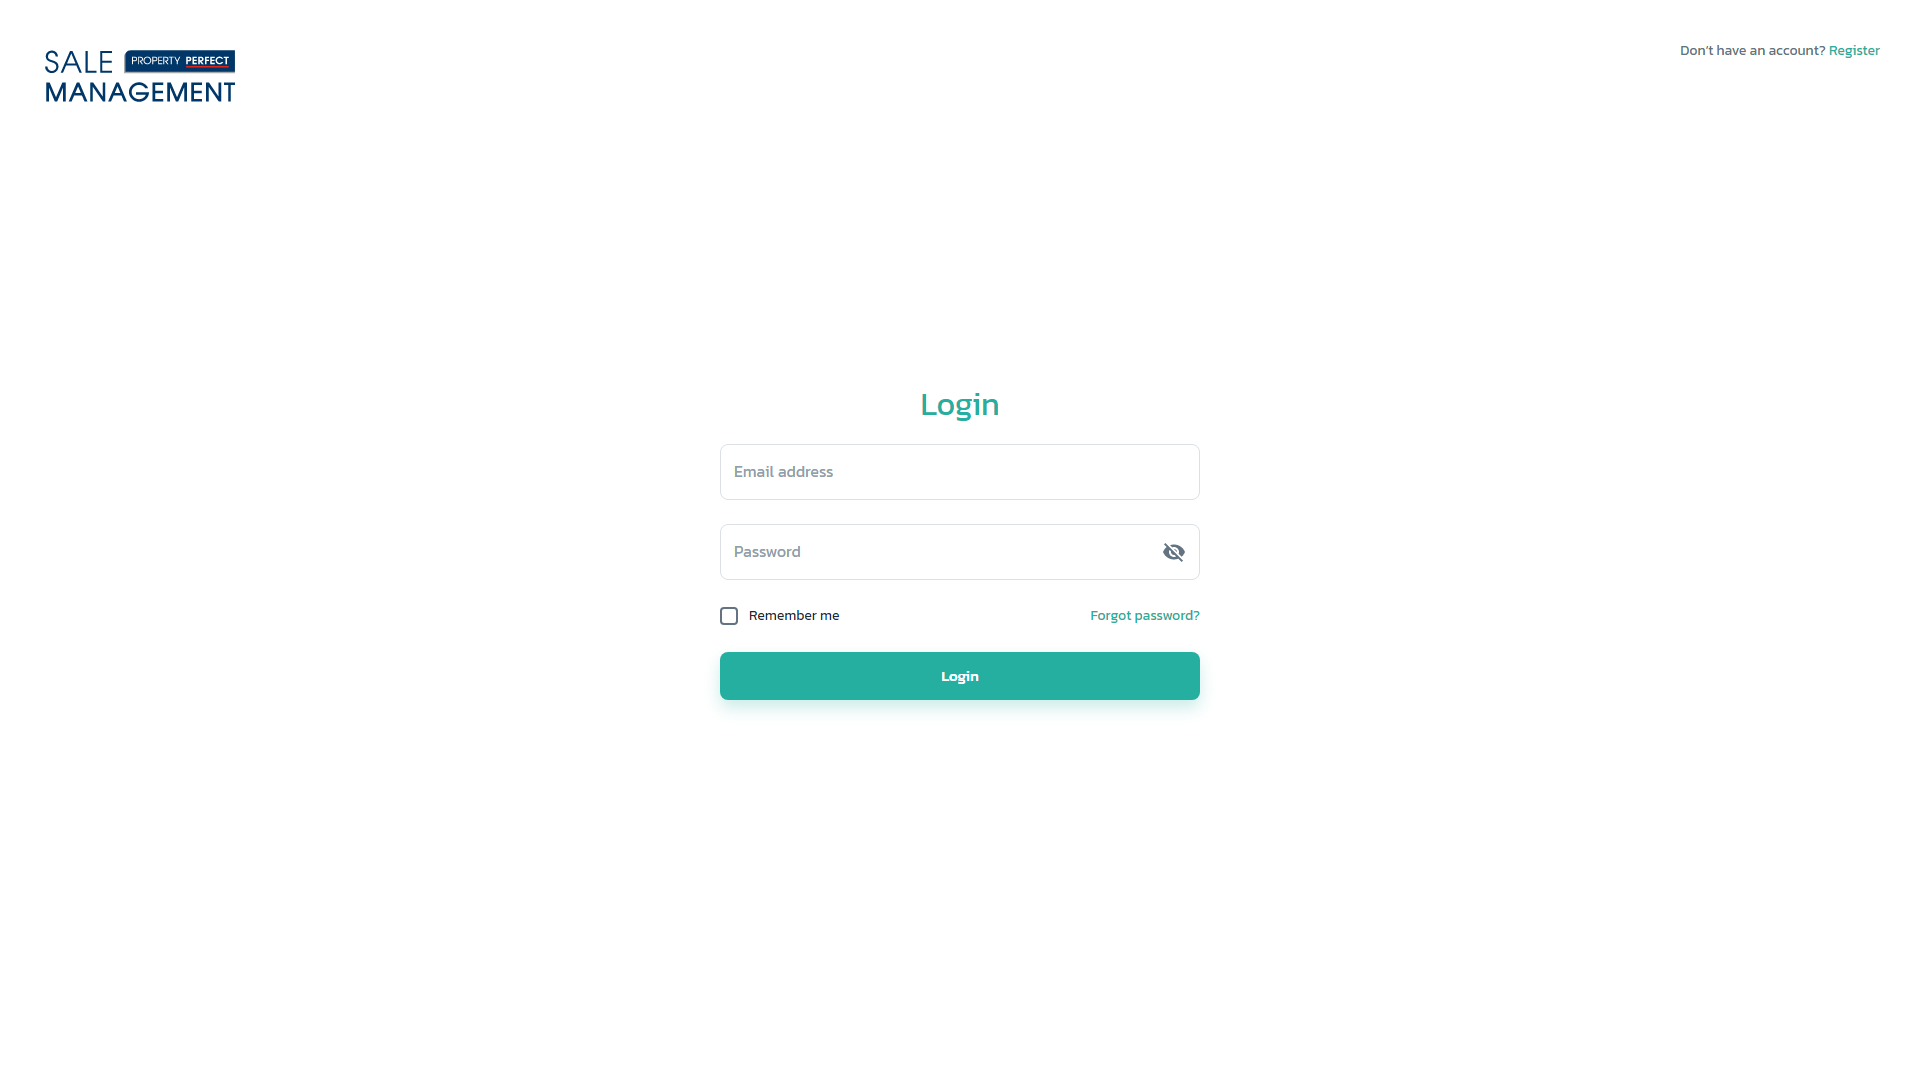 SALE PROPERTY PERFECT
MANAGEMENT
Don't have an account? Register
Login
Email address
Password
Remember me
Forgot password?
Login